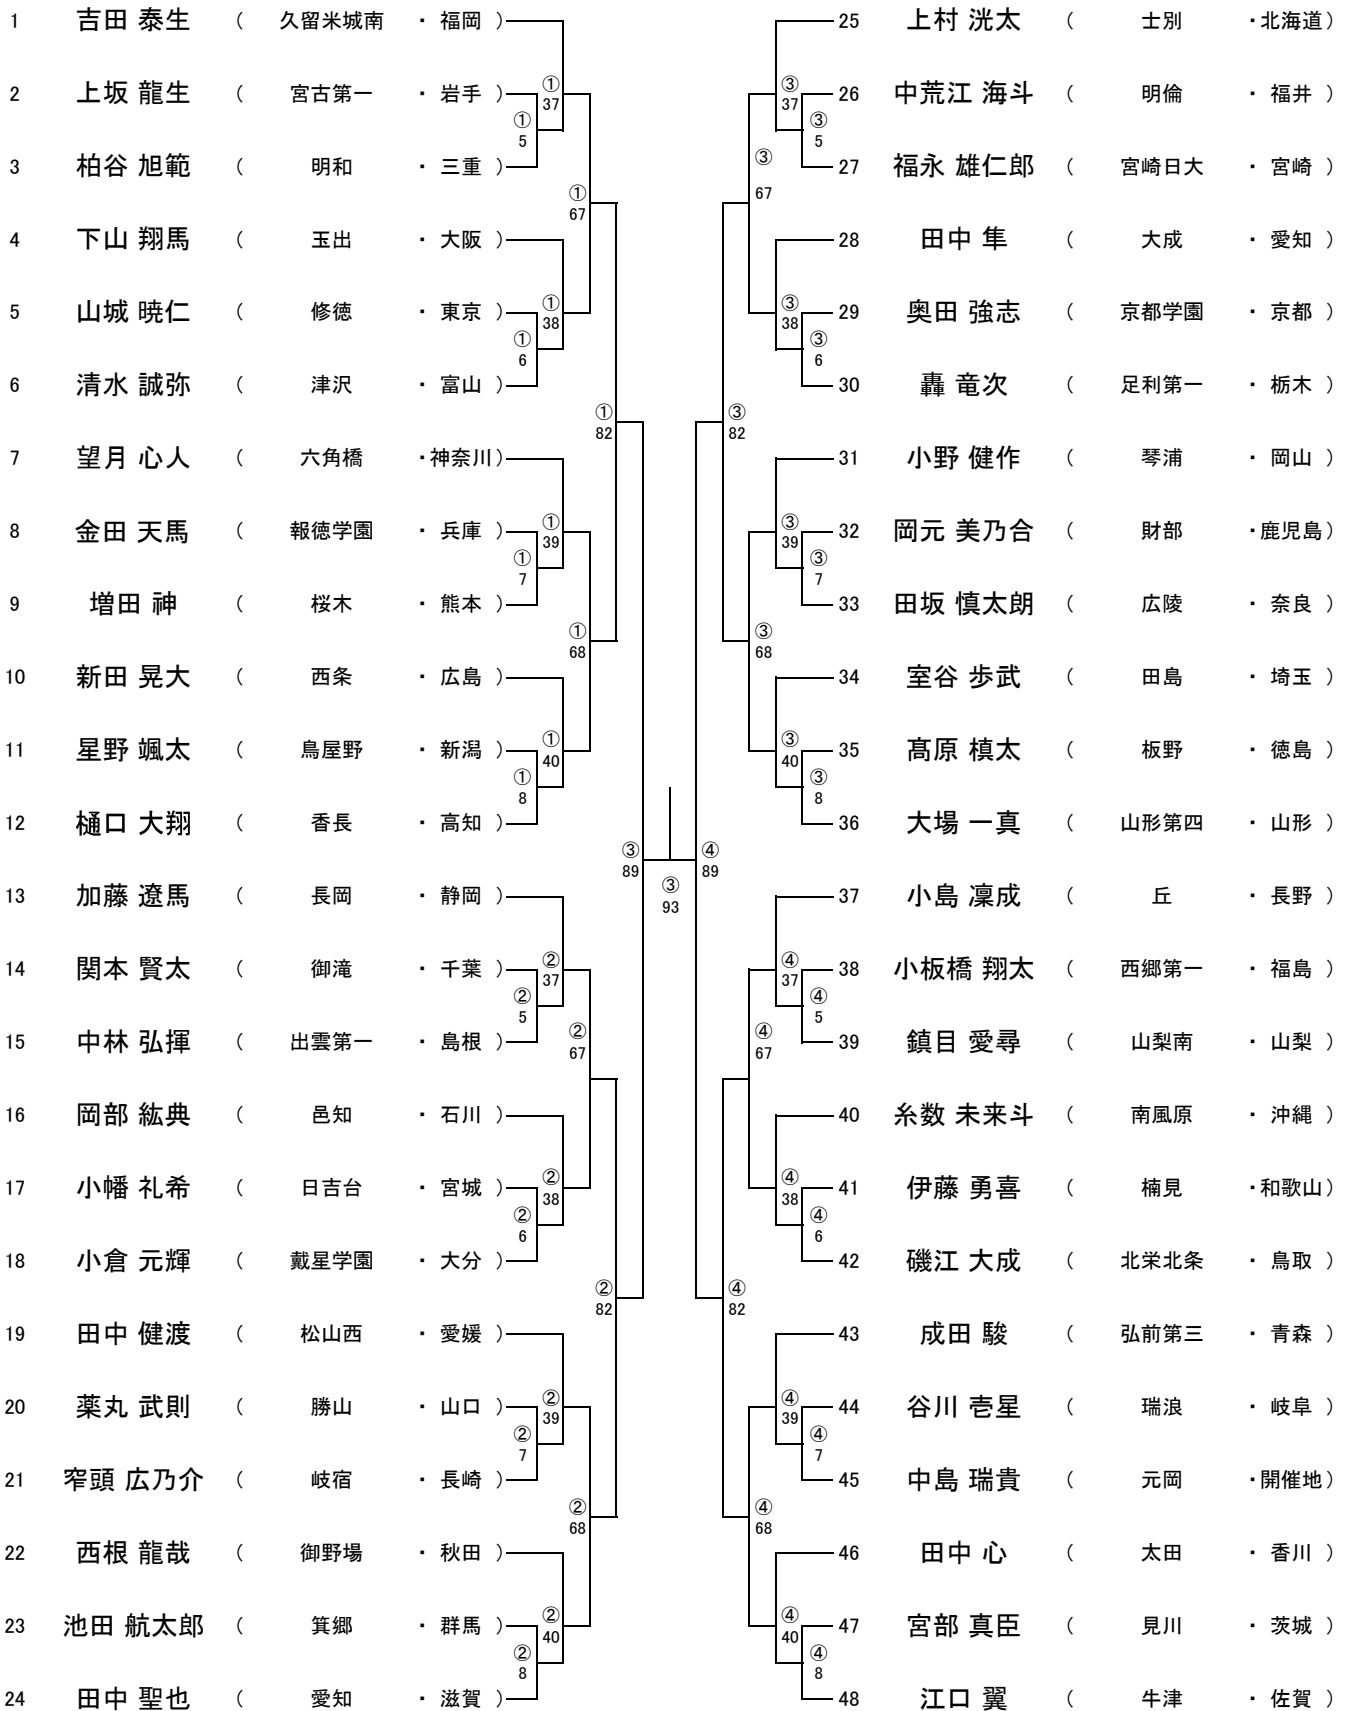 1 吉田 泰生 （ 久留米城南 ・ 福岡 ）
2 上坂 龍生 （ 宮古第一 ・ 岩手 ）
① 37
① 5
3 柏谷 旭範 （ 明和 ・ 三重 ）
① 67
4 下山 翔馬 （ 玉出 ・ 大阪 ）
5 山城 暁仁 （ 修徳 ・ 東京 ）
① 38
① 6
6 清水 誠弥 （ 津沢 ・ 富山 ）
① 82
7 望月 心人 （ 六角橋 ・神奈川）
8 金田 天馬 （ 報徳学園 ・ 兵庫 ）
① 39
① 7
9 増田 神 （ 桜木 ・ 熊本 ）
① 68
10 新田 晃大 （ 西条 ・ 広島 ）
11 星野 颯太 （ 鳥屋野 ・ 新潟 ）
① 40
① 8
12 樋口 大翔 （ 香長 ・ 高知 ）
③ 89
13 加藤 遼馬 （ 長岡 ・ 静岡 ）
14 関本 賢太 （ 御滝 ・ 千葉 ）
② 37
② 5
15 中林 弘揮 （ 出雲第一 ・ 島根 ）
② 67
16 岡部 紘典 （ 邑知 ・ 石川 ）
17 小幡 礼希 （ 日吉台 ・ 宮城 ）
② 38
② 6
18 小倉 元輝 （ 戴星学園 ・ 大分 ）
② 82
19 田中 健渡 （ 松山西 ・ 愛媛 ）
20 薬丸 武則 （ 勝山 ・ 山口 ）
② 39
② 7
21 窄頭 広乃介 （ 岐宿 ・ 長崎 ）
② 68
22 西根 龍哉 （ 御野場 ・ 秋田 ）
23 池田 航太郎 （ 箕郷 ・ 群馬 ）
② 40
② 8
24 田中 聖也 （ 愛知 ・ 滋賀 ）
③ 93
25 上村 洸太 （ 士別 ・北海道）
③ 37
26 中荒江 海斗 （ 明倫 ・ 福井 ）
③ 5
27 福永 雄仁郎 （ 宮崎日大 ・ 宮崎 ）
③ 67
28 田中 隼 （ 大成 ・ 愛知 ）
③ 38
29 奥田 強志 （ 京都学園 ・ 京都 ）
③ 6
30 轟 竜次 （ 足利第一 ・ 栃木 ）
③ 82
31 小野 健作 （ 琴浦 ・ 岡山 ）
③ 39
32 岡元 美乃合 （ 財部 ・鹿児島）
③ 7
33 田坂 慎太朗 （ 広陵 ・ 奈良 ）
③ 68
34 室谷 歩武 （ 田島 ・ 埼玉 ）
③ 40
35 髙原 槙太 （ 板野 ・ 徳島 ）
③ 8
36 大場 一真 （ 山形第四 ・ 山形 ）
④ 89
37 小島 凜成 （ 丘 ・ 長野 ）
④ 37
38 小板橋 翔太 （ 西郷第一 ・ 福島 ）
④ 5
39 鎮目 愛尋 （ 山梨南 ・ 山梨 ）
④ 67
40 糸数 未来斗 （ 南風原 ・ 沖縄 ）
④ 38
41 伊藤 勇喜 （ 楠見 ・和歌山）
④ 6
42 磯江 大成 （ 北栄北条 ・ 鳥取 ）
④ 82
43 成田 駿 （ 弘前第三 ・ 青森 ）
④ 39
44 谷川 壱星 （ 瑞浪 ・ 岐阜 ）
④ 7
45 中島 瑞貴 （ 元岡 ・開催地）
④ 68
46 田中 心 （ 太田 ・ 香川 ）
④ 40
47 宮部 真臣 （ 見川 ・ 茨城 ）
④ 8
48 江口 翼 （ 牛津 ・ 佐賀 ）